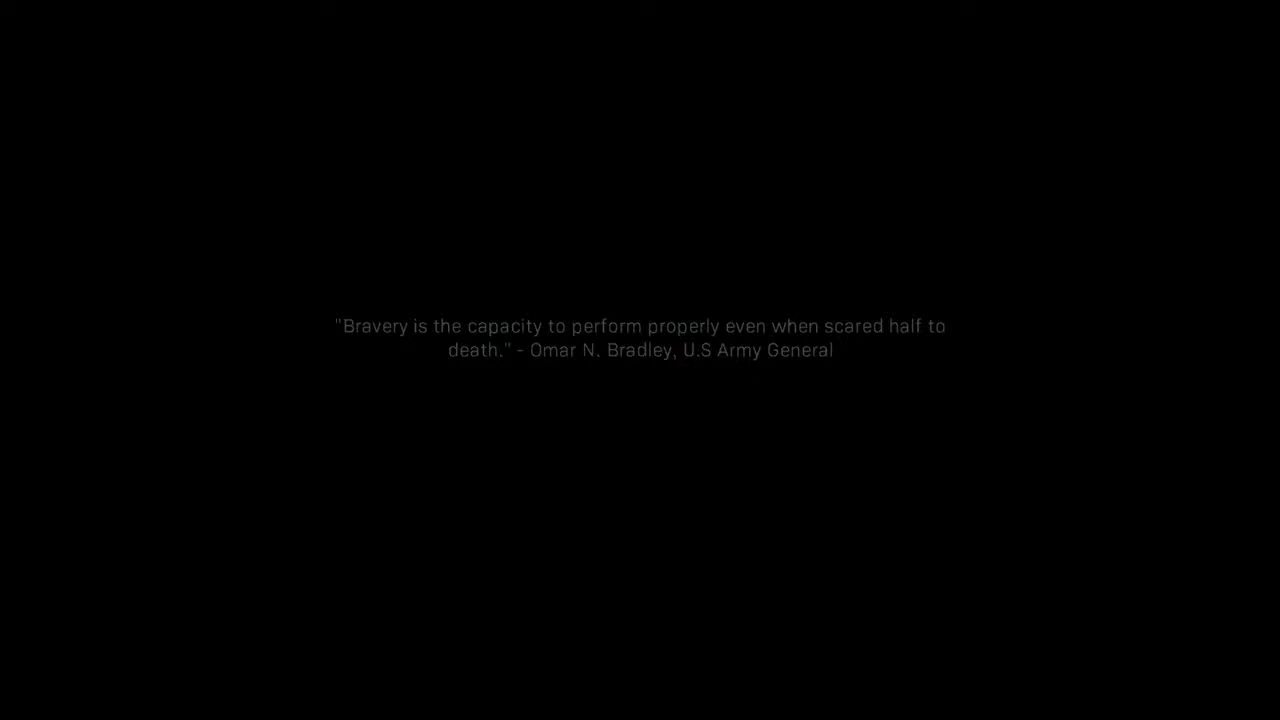 "Bravery is the capacity to perform properly even when scared half to
death." - Omar N. Bradley, U.S Army General